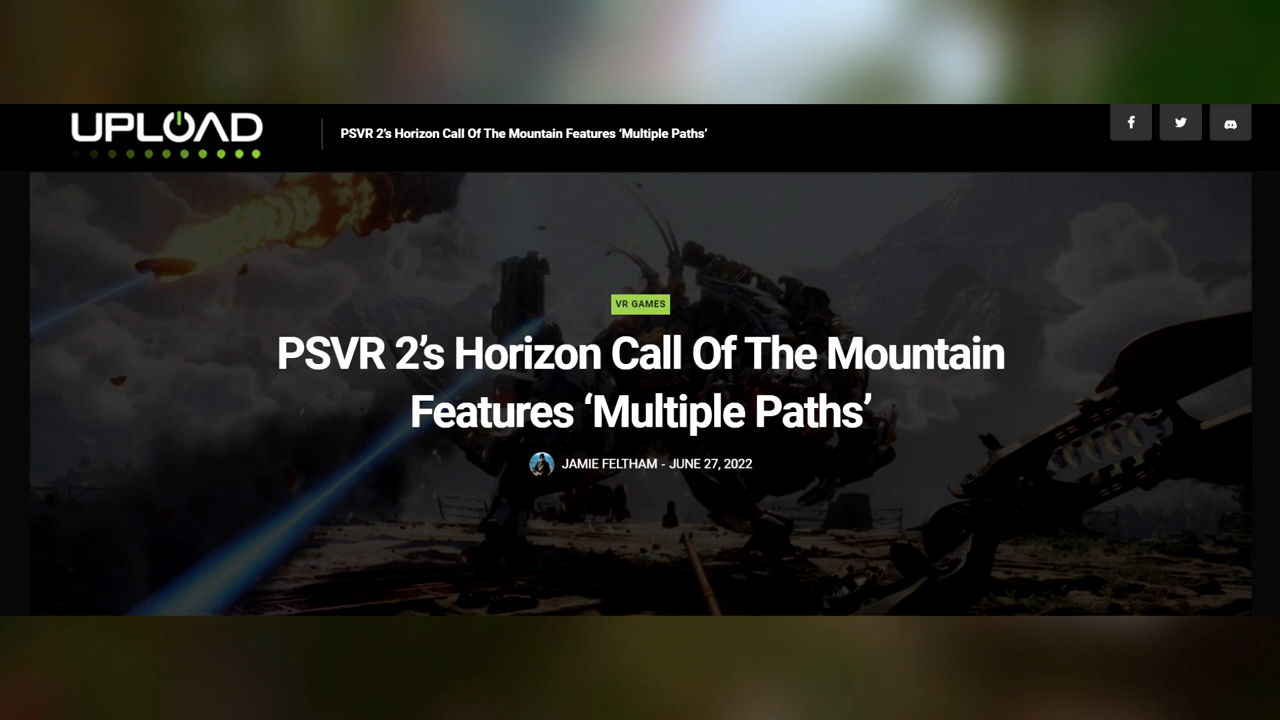 UPLOAD
PSVR 2's Horizon Call Of The Mountain Features ‘Multiple Paths’
VR GAMES
PSVR 2’s Horizon Call Of The Mountain
Features ‘Multiple Paths’
JAMIE FELTHAM - JUNE 27, 2022